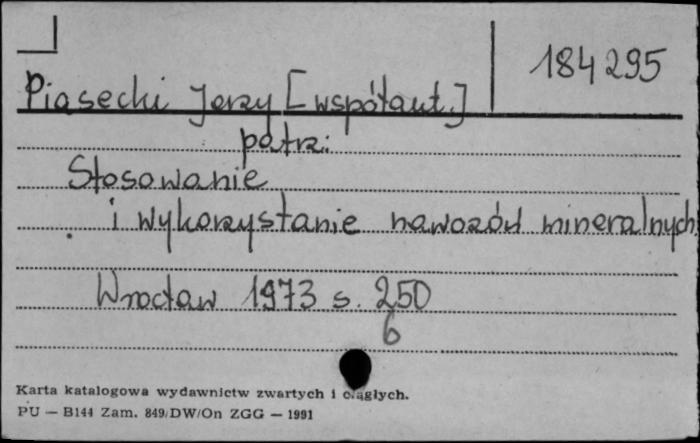 184295
Piasecki Jerzy [współaut.]
patrz:
Stosowanie
i wykorzystanie nawozów mineralnych
Wrocław 1973 s. 250
6
Karta katalogowa wydawnictw zwartych i ciągłych.
PU — B144 Zam. 849/DW/On ZGG — 1991